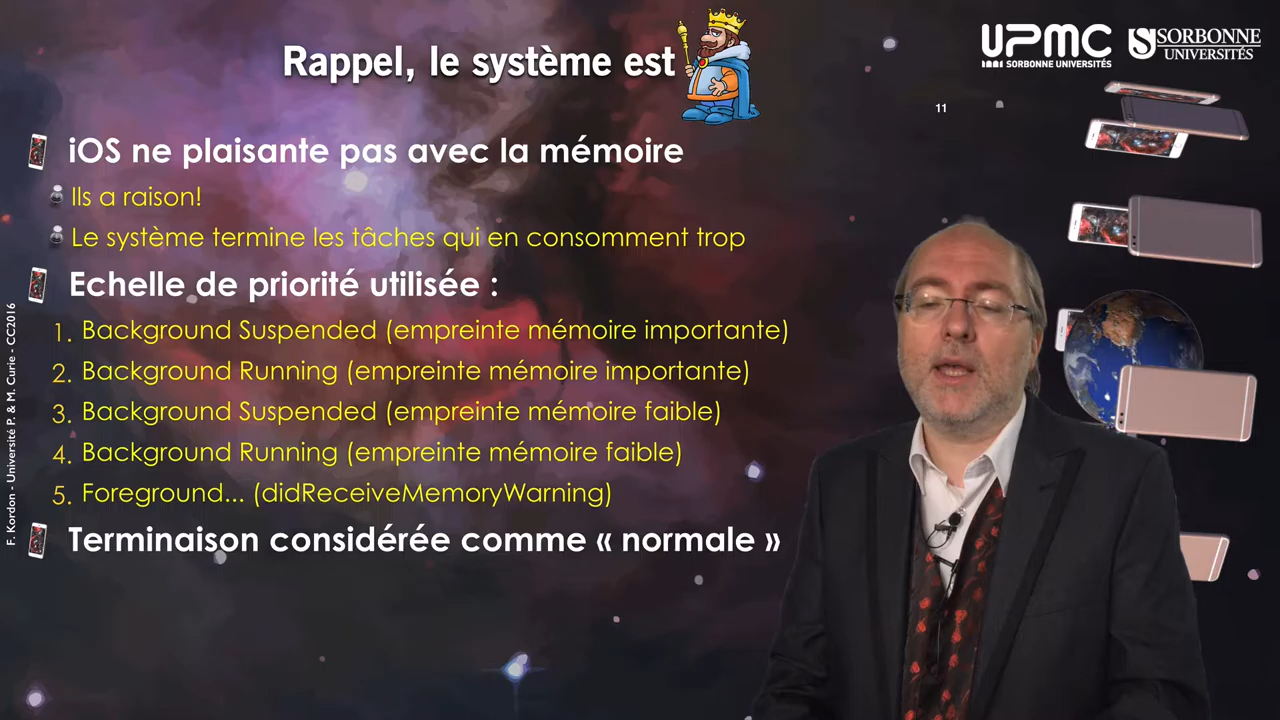 Rappel, le système est
UPMC
SORBONNE UNIVERSITÉS
SORBONNE
UNIVERSITÉS
11
iOS ne plaisante pas avec la mémoire
Ils a raison!
Le système termine les tâches qui en consomment trop
Echelle de priorité utilisée :
1. Background Suspended (empreinte mémoire importante)
2. Background Running (empreinte mémoire importante)
3. Background Suspended (empreinte mémoire faible)
4. Background Running (empreinte mémoire faible)
5. Foreground... (didReceiveMemoryWarning)
Terminaison considérée comme « normale »
F. Kordon - Université P. & M. Curie - CC2016